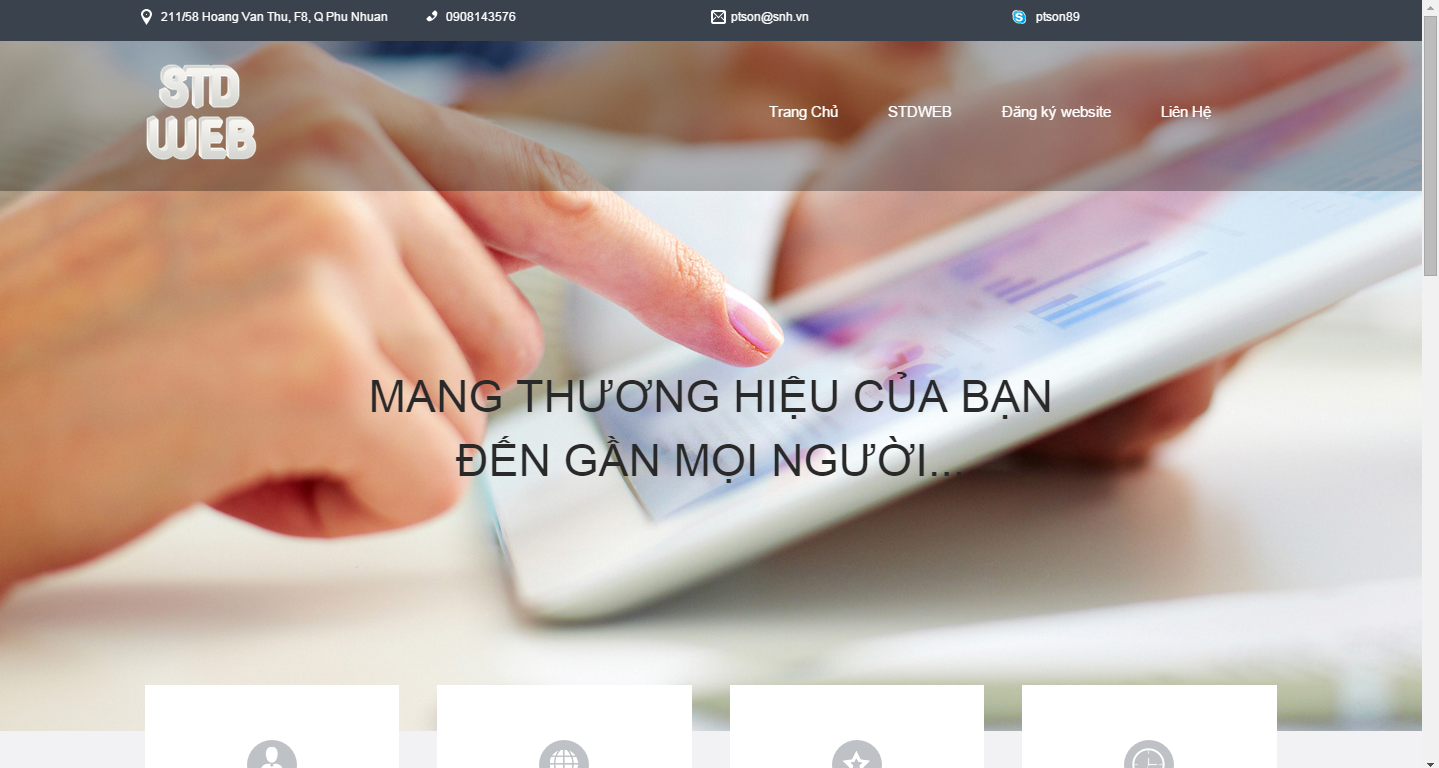 211/58 Hoang Van Thu, F8, Q Phu Nhuan
0908143576
ptson@snh.vn
ptson89
STD
WEB
Trang Chủ
STDWEB
Đăng ký website
Liên Hệ
MANG THƯƠNG HIỆU CỦA BẠN
ĐẾN GẦN MỌI NGƯỜI...